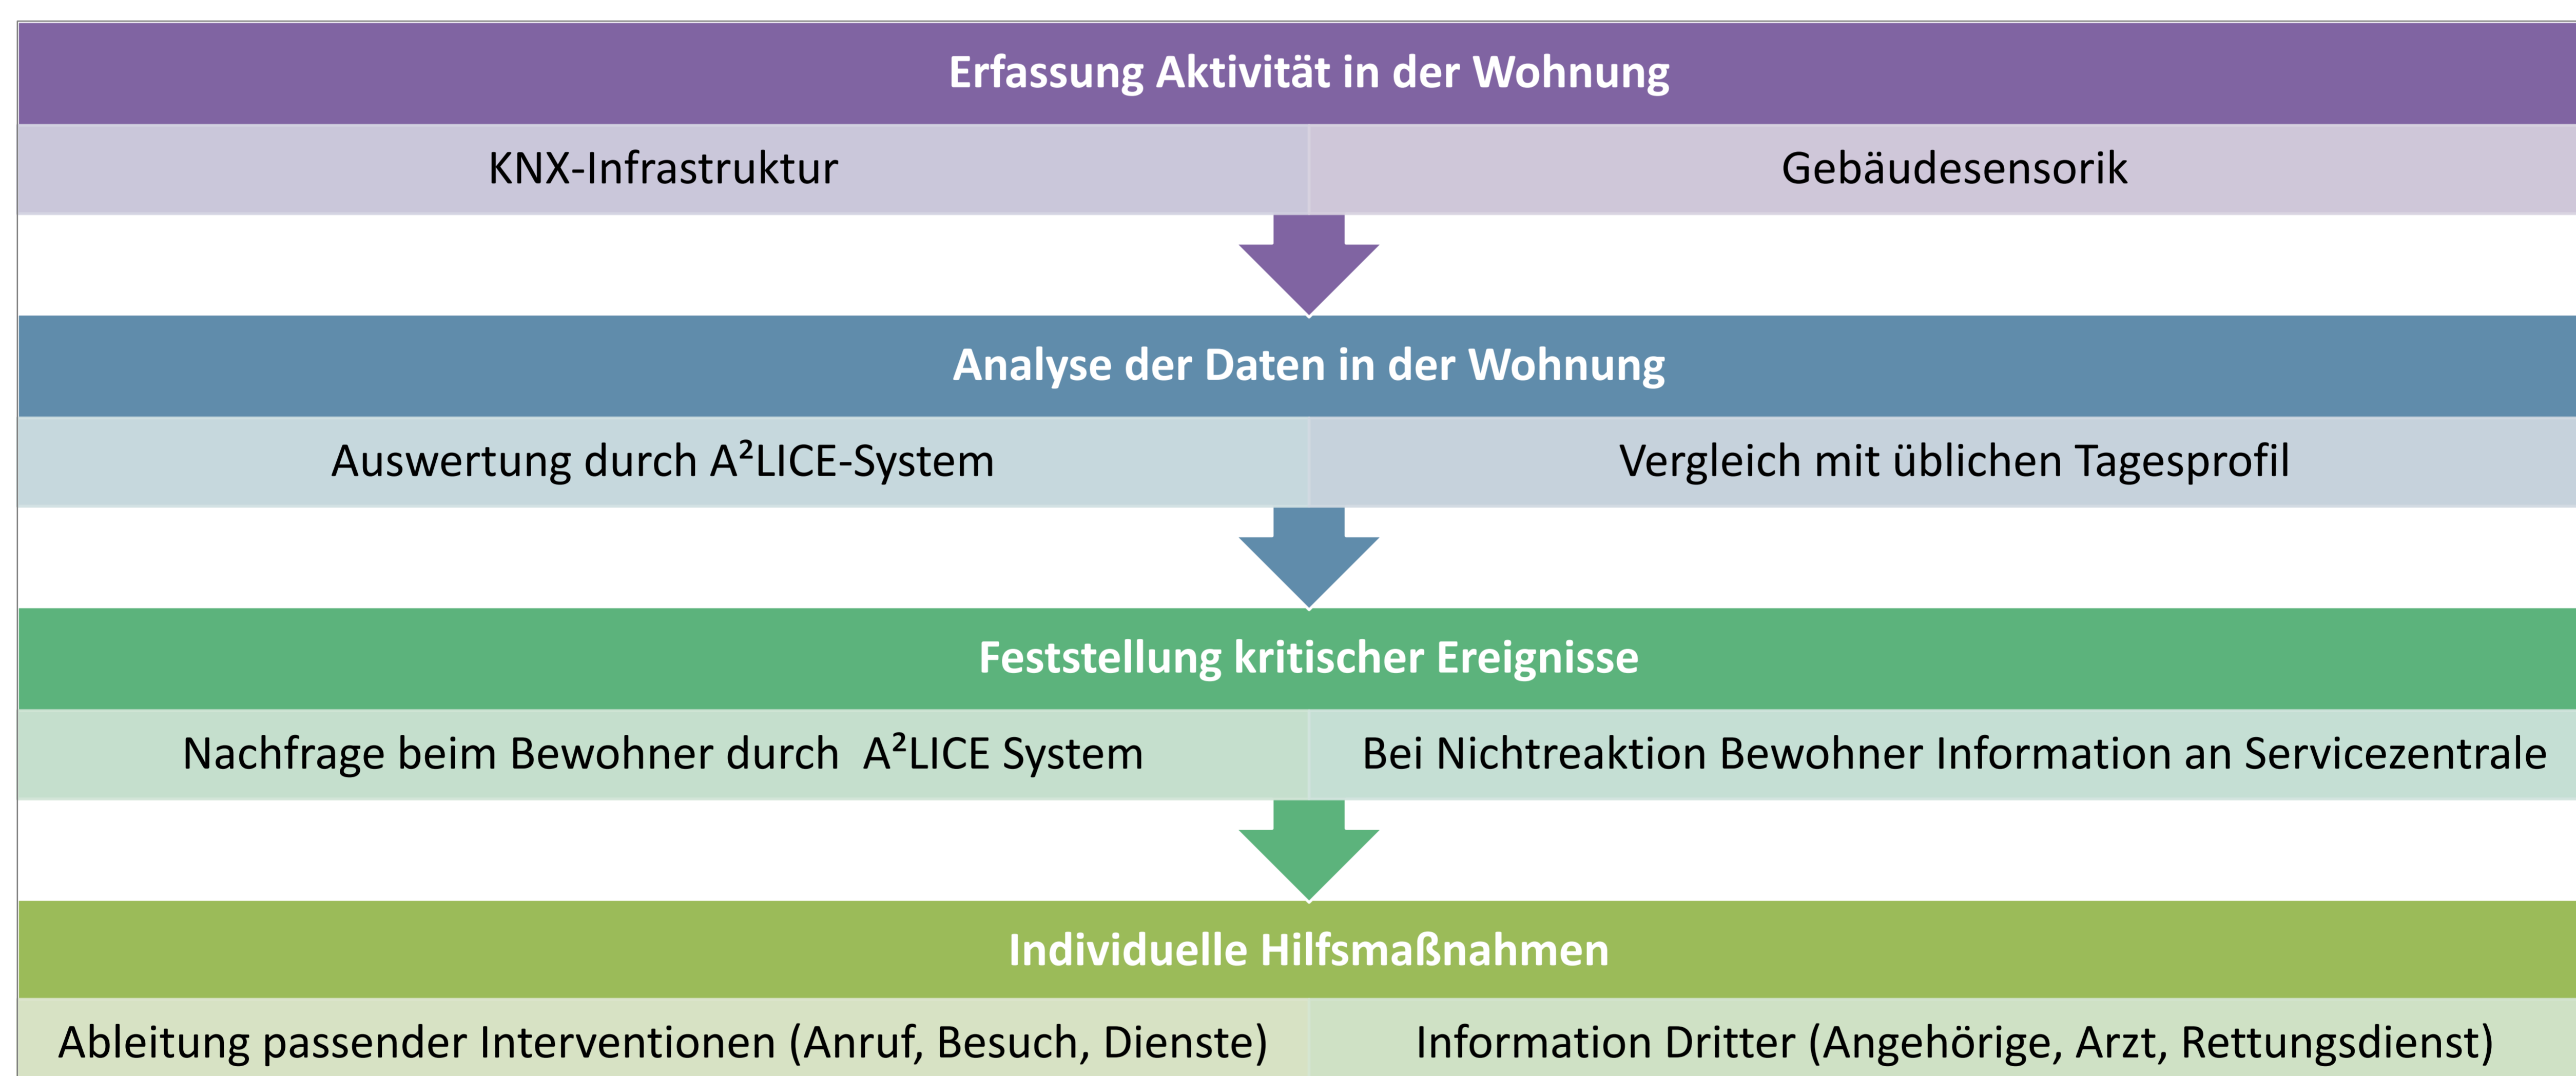 Erfassung Aktivität in der Wohnung
KNX-Infrastruktur
Gebäudesensorik
Analyse der Daten in der Wohnung
Auswertung durch A²LICE-System
Vergleich mit üblichen Tagesprofil
Feststellung kritischer Ereignisse
Nachfrage beim Bewohner durch  A²LICE System
Bei Nichtreaktion Bewohner Information an Servicezentrale
Individuelle Hilfsmaßnahmen
Ableitung passender Interventionen (Anruf, Besuch, Dienste)
Information Dritter (Angehörige, Arzt, Rettungsdienst)